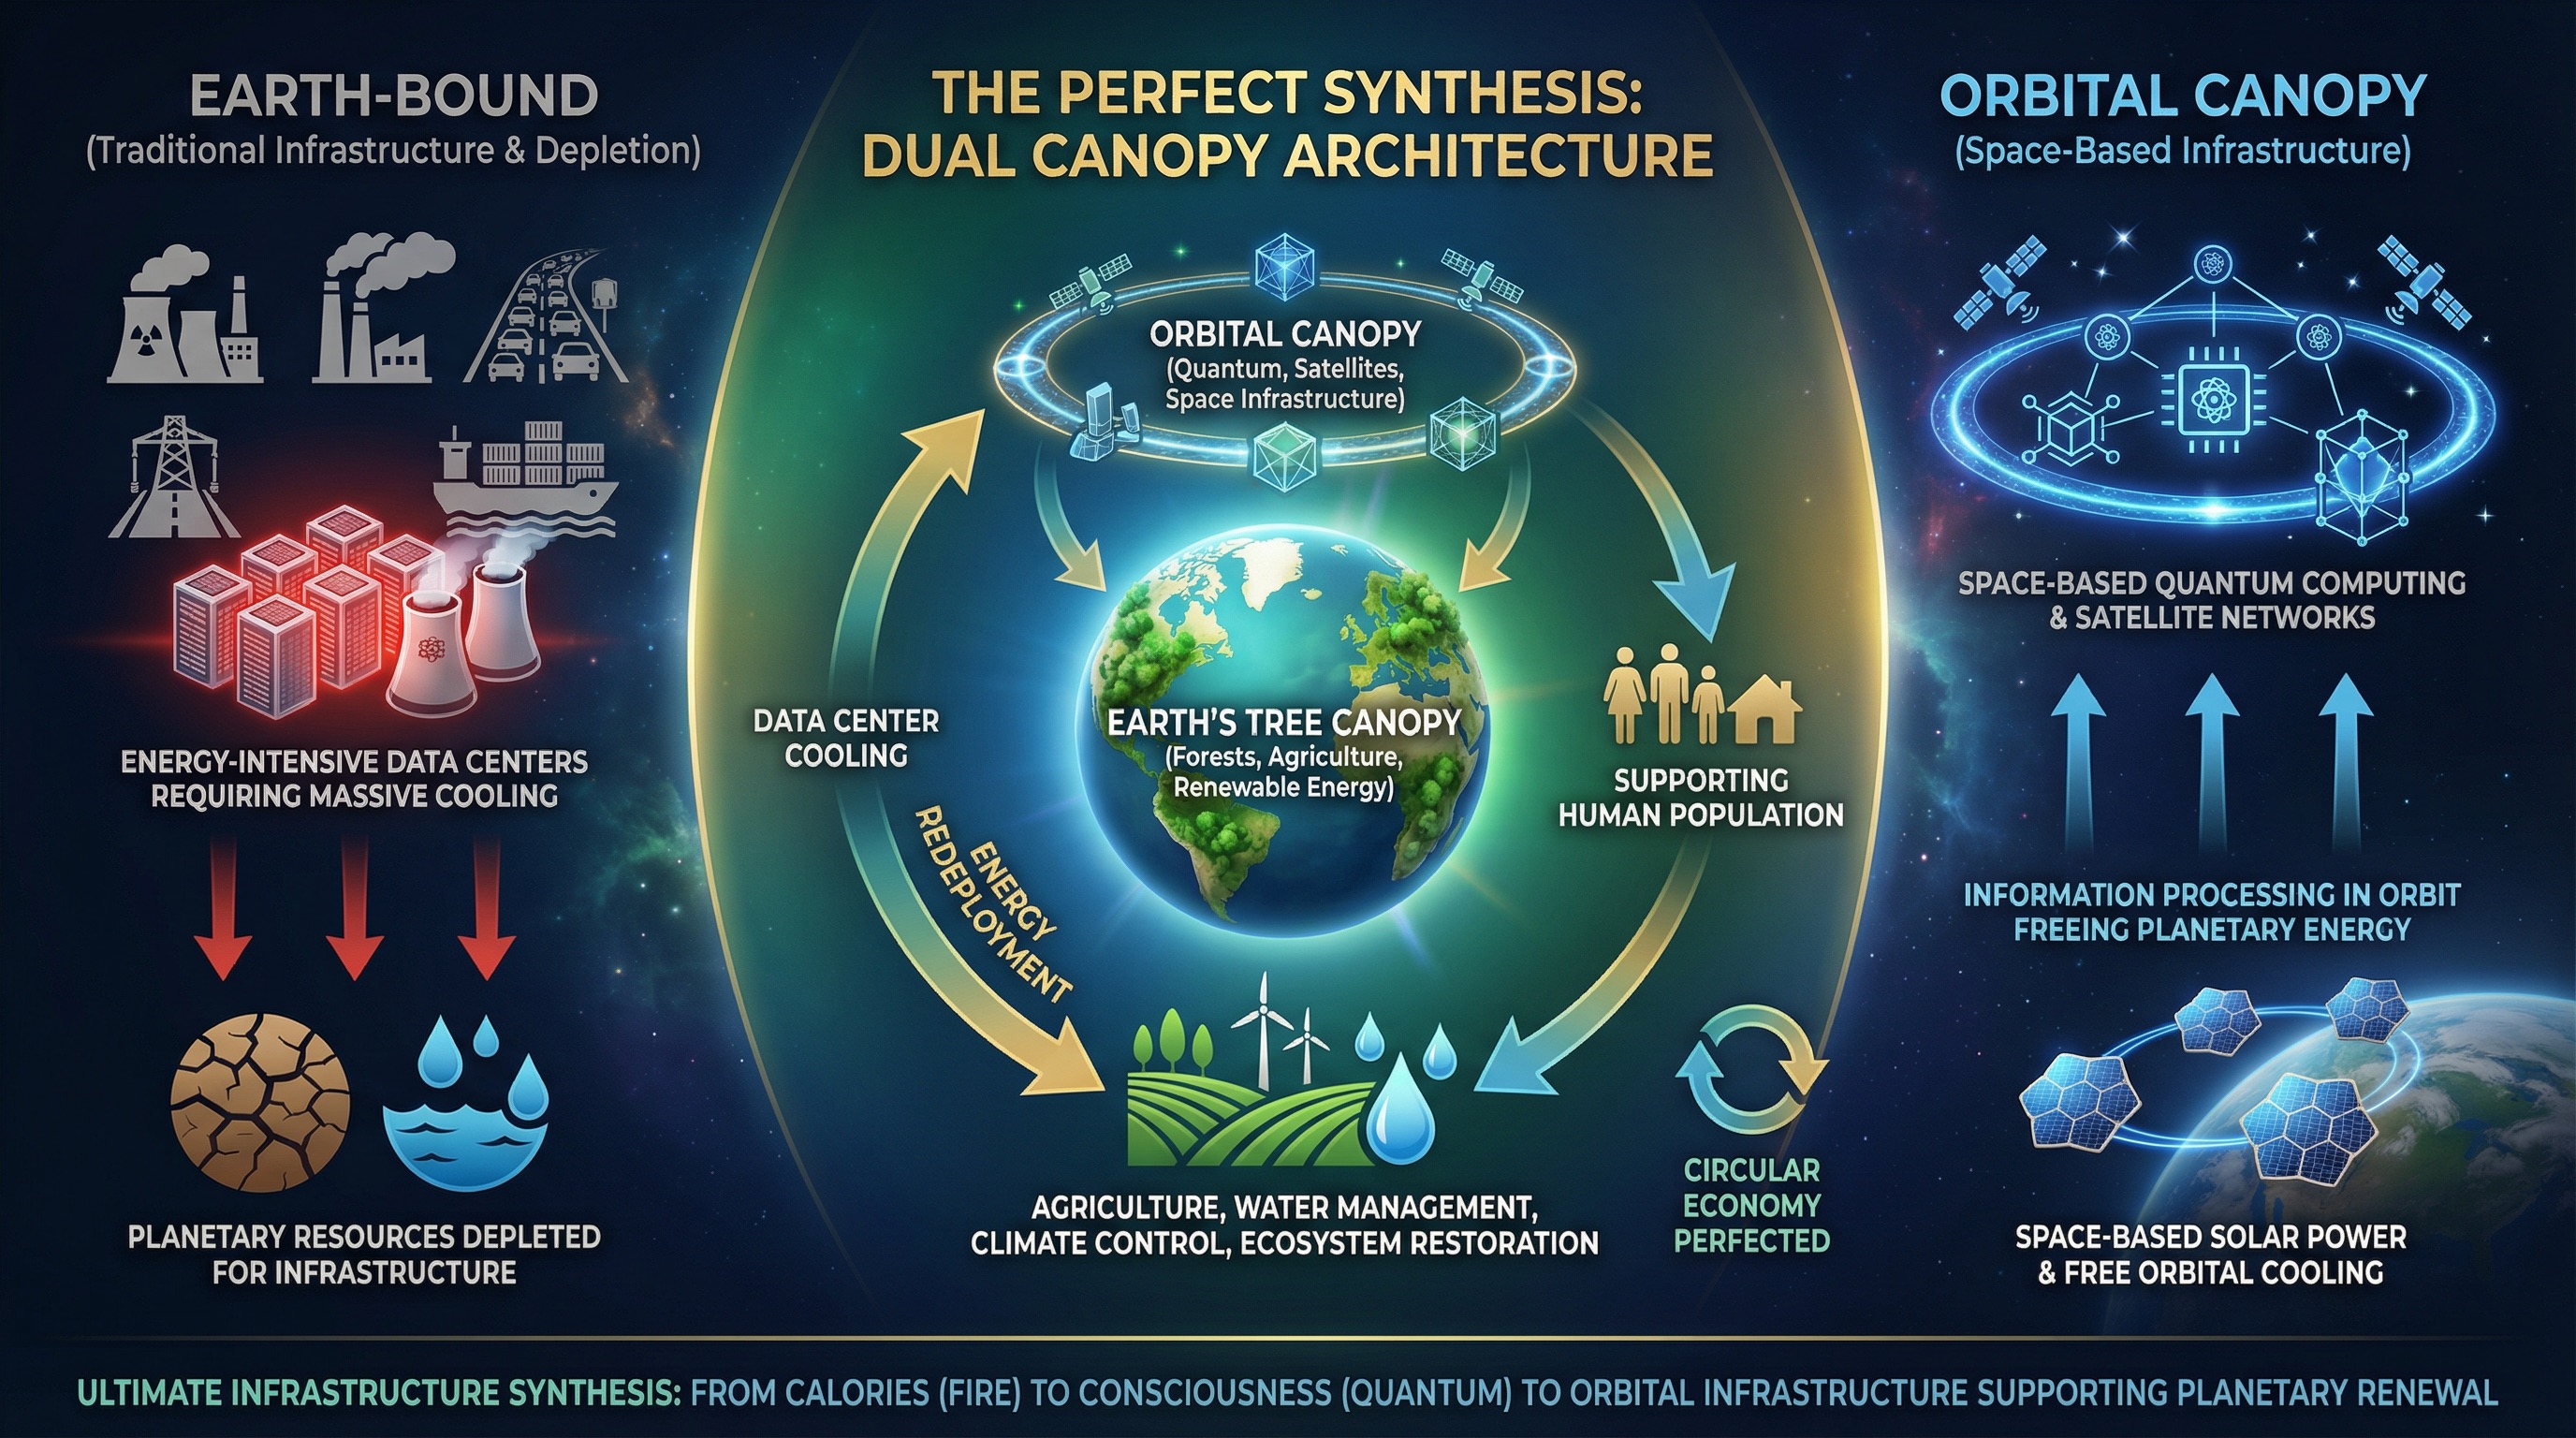 EARTH-BOUND
(Traditional Infrastructure & Depletion)
ENERGY-INTENSIVE DATA CENTERS
REQUIRING MASSIVE COOLING
PLANETARY RESOURCES DEPLETED
FOR INFRASTRUCTURE
THE PERFECT SYNTHESIS:
DUAL CANOPY ARCHITECTURE
ORBITAL CANOPY
(Quantum, Satellites,
Space Infrastructure)
DATA CENTER
COOLING
EARTH'S TREE CANOPY
(Forests, Agriculture,
Renewable Energy)
SUPPORTING
HUMAN POPULATION
ENERGY
REDEPLOYMENT
AGRICULTURE, WATER MANAGEMENT,
CLIMATE CONTROL, ECOSYSTEM RESTORATION
CIRCULAR
ECONOMY
PERFECTED
ORBITAL CANOPY
(Space-Based Infrastructure)
SPACE-BASED QUANTUM COMPUTING
& SATELLITE NETWORKS
INFORMATION PROCESSING IN ORBIT
FREEING PLANETARY ENERGY
SPACE-BASED SOLAR POWER
& FREE ORBITAL COOLING
ULTIMATE INFRASTRUCTURE SYNTHESIS: FROM CALORIES (FIRE) TO CONSCIOUSNESS (QUANTUM) TO ORBITAL INFRASTRUCTURE SUPPORTING PLANETARY RENEWAL